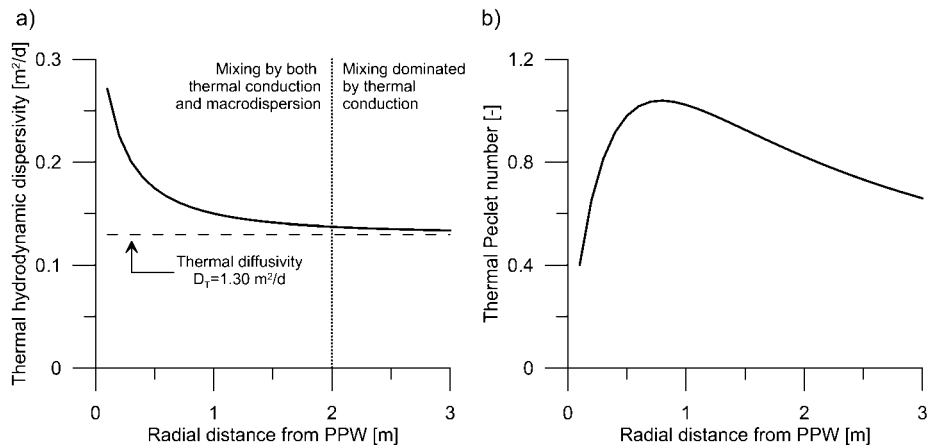 a)
Thermal hydrodynamic dispersivity [m²/d]
0.3
0.2
0.1
0
Mixing by both
thermal conduction
and macrodispersion
Mixing dominated
by thermal
conduction
Thermal diffusivity
D_T=1.30 m²/d
0
1
2
3
Radial distance from PPW [m]
b)
Thermal Peclet number [-]
1.2
0.8
0.4
0
0
1
2
3
Radial distance from PPW [m]